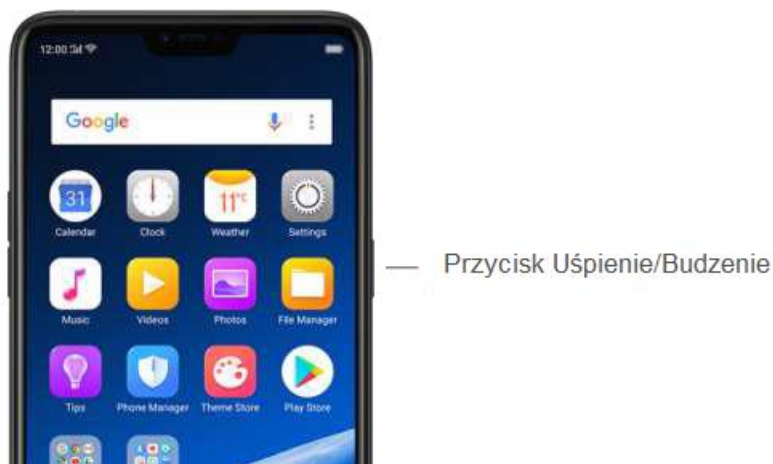 12:00
Google
31
11°c
Calendar
Clock
Weather
Settings
Przycisk Uśpienie/Budzenie
Music
Videos
Photos
File Manager
Tips
Phone Manager
Theme Store
Play Store